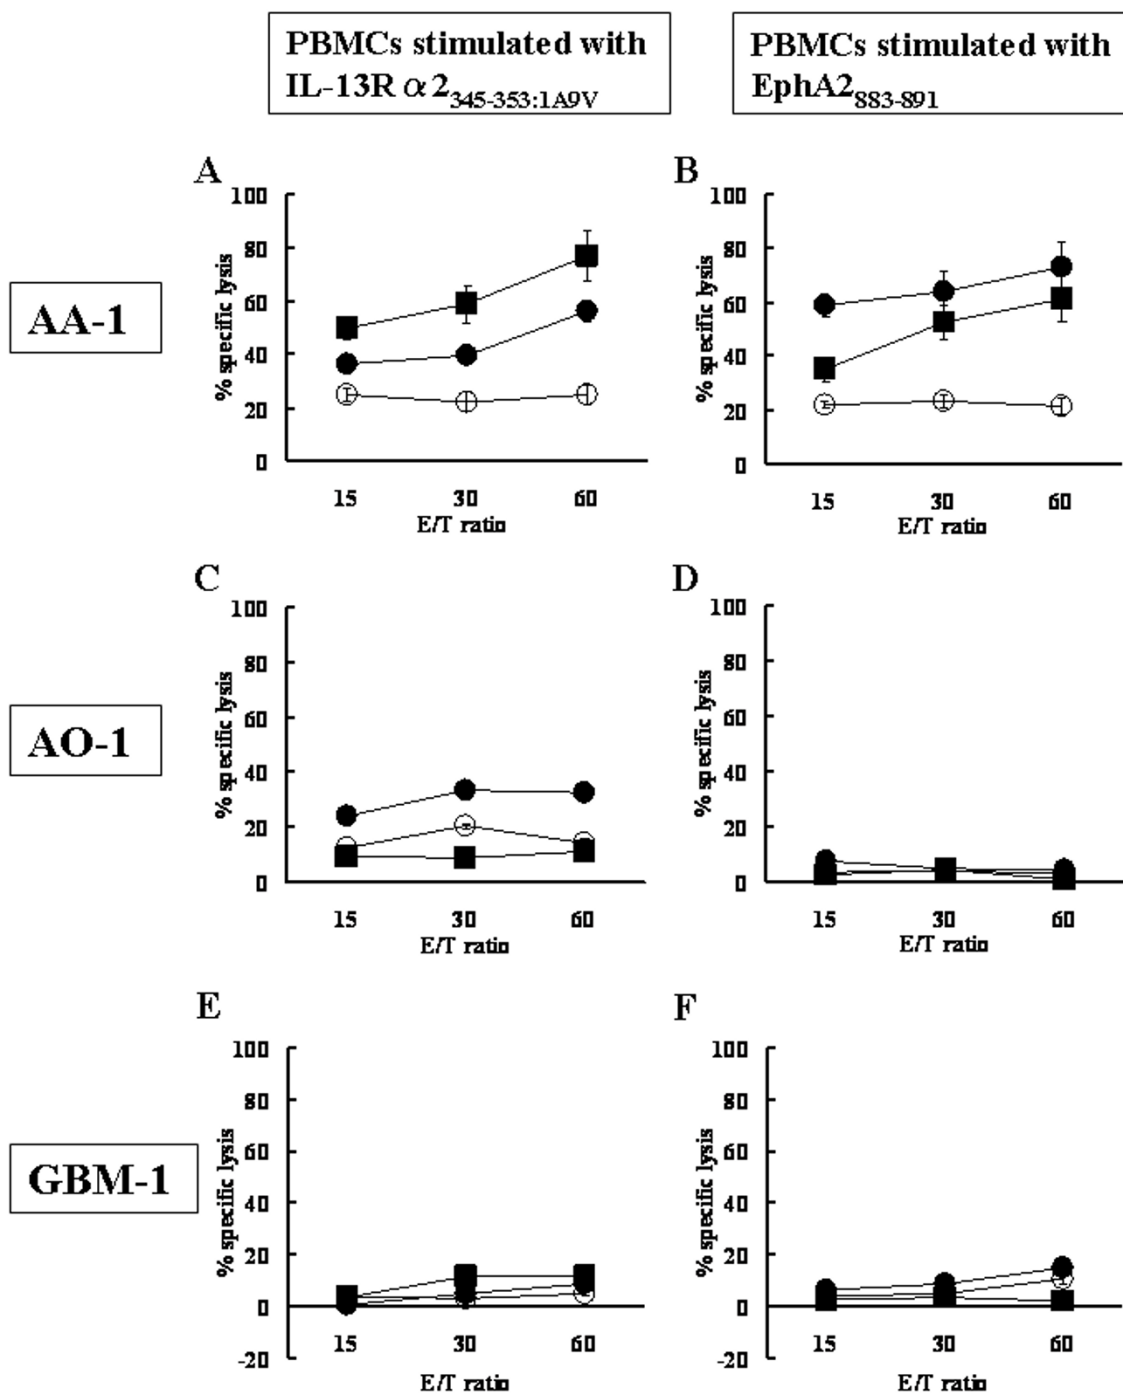 PBMCs stimulated with
IL-13R α2345-353:1A9V
PBMCs stimulated with
EphA2883-891
AA-1
A
100
80
60
40
20
0
% specific lysis
15 30 60
E/T ratio
B
100
80
60
40
20
0
% specific lysis
15 30 60
E/T ratio
AO-1
C
100
80
60
40
20
0
% specific lysis
15 30 60
E/T ratio
D
100
80
60
40
20
0
% specific lysis
15 30 60
E/T ratio
GBM-1
E
100
80
60
40
20
0
-20
% specific lysis
15 30 60
E/T ratio
F
100
80
60
40
20
0
-20
% specific lysis
15 30 60
E/T ratio